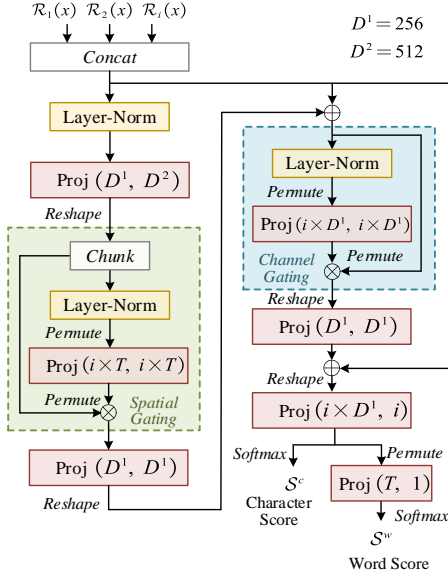 ℛ₁(x) ℛ₂(x) ℛᵢ(x)
Concat
D¹ = 256
D² = 512
Layer-Norm
Proj (D¹, D²)
Reshape
Chunk
Layer-Norm
Permute
Proj (i × T, i × T)
Permute
Spatial
Gating
Proj (D¹, D¹)
Reshape
Layer-Norm
Permute
Proj (i × D¹, i × D¹)
Channel
Gating
Permute
Reshape
Proj (D¹, D¹)
Reshape
Proj (i × D¹, i)
Softmax
𝒮ᶜ
Character
Score
Permute
Proj (T, 1)
Softmax
𝒮ʷ
Word Score